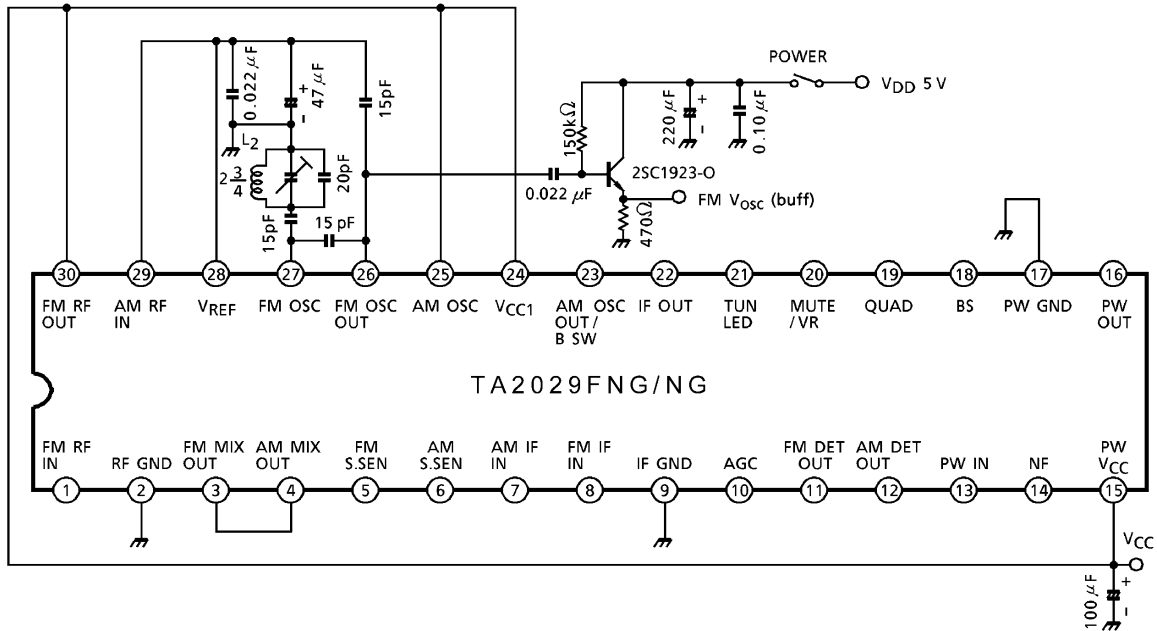 POWER
V_DD 5 V
0.022 μF
47 μF
15pF
150kΩ
220 μF
0.10 μF
L2
2 3/4
20pF
2SC1923-O
0.022 μF
FM V_OSC (buff)
15pF
15 pF
470Ω
30 29 28 27 26 25 24 23 22 21 20 19 18 17 16
FM RF OUT
AM RF IN
V_REF
FM OSC
FM OSC OUT
AM OSC
V_CC1
AM OSC OUT / B SW
IF OUT
TUN LED
MUTE / VR
QUAD
BS
PW GND
PW OUT
TA2029FNG/NG
FM RF IN
RF GND
FM MIX OUT
AM MIX OUT
FM S.SEN
AM S.SEN
AM IF IN
FM IF IN
IF GND
AGC
FM DET OUT
AM DET OUT
PW IN
NF
PW V_CC
1 2 3 4 5 6 7 8 9 10 11 12 13 14 15
V_CC
100 μF